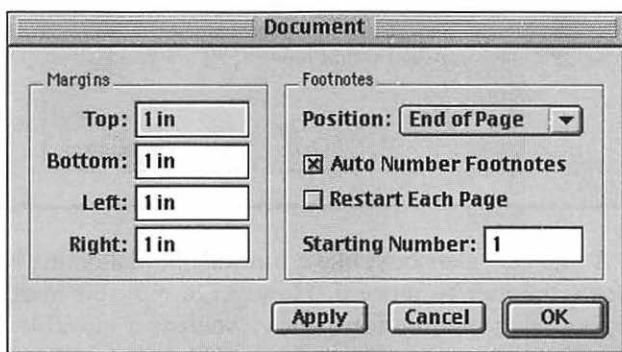 Document
Margins
Top: 1 in
Bottom: 1 in
Left: 1 in
Right: 1 in
Footnotes
Position: End of Page
Auto Number Footnotes
Restart Each Page
Starting Number: 1
Apply Cancel OK